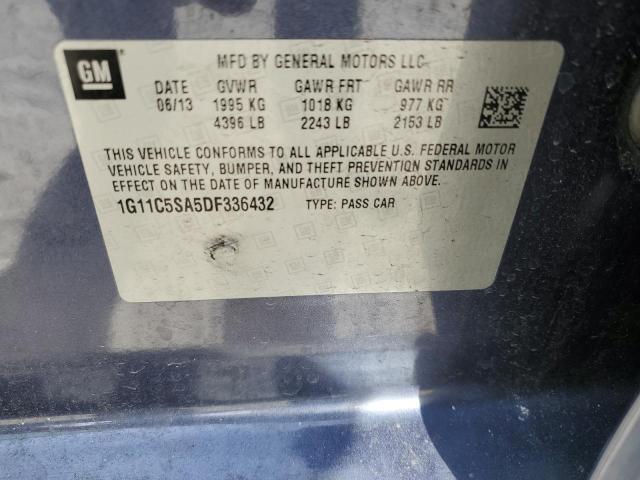 GM
MFD BY GENERAL MOTORS LLC
DATE GVWR GAWR FRT GAWR RR
06/13 1995 KG 1018 KG 977 KG
4396 LB 2243 LB 2153 LB
THIS VEHICLE CONFORMS TO ALL APPLICABLE U.S. FEDERAL MOTOR
VEHICLE SAFETY, BUMPER, AND THEFT PREVENTION STANDARDS IN
EFFECT ON THE DATE OF MANUFACTURE SHOWN ABOVE.
1G11C5SA5DF336432 TYPE: PASS CAR